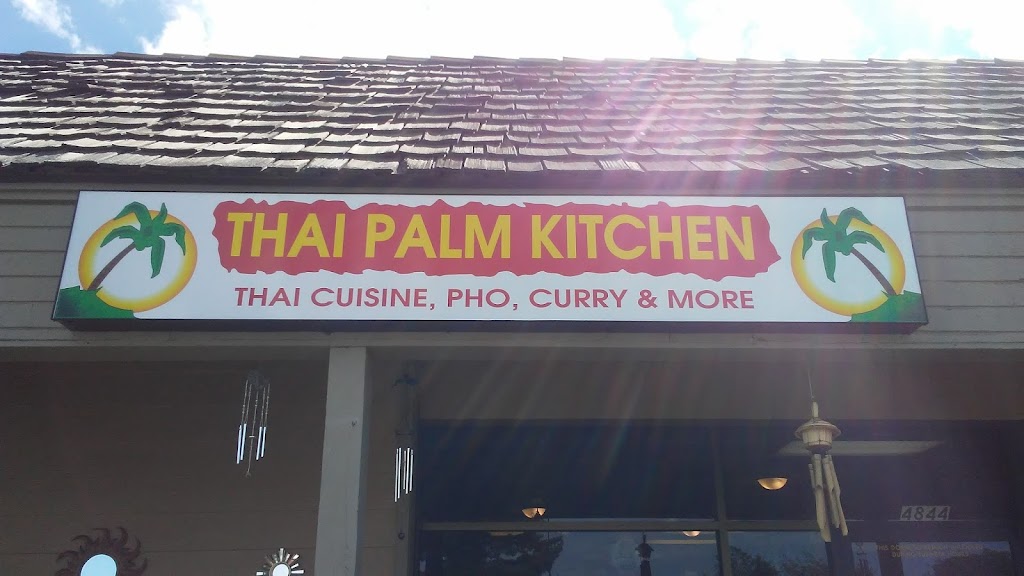 THAI PALM KITCHEN
THAI CUISINE, PHO, CURRY & MORE
4844